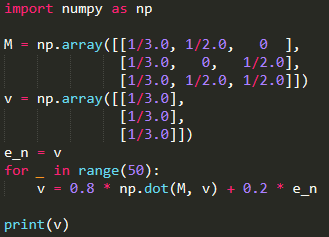 import numpy as np
M = np.array([[1/3.0, 1/2.0,   0  ],
              [1/3.0,   0,   1/2.0],
              [1/3.0, 1/2.0, 1/2.0]])
v = np.array([[1/3.0],
              [1/3.0],
              [1/3.0]])
e_n = v
for _ in range(50):
    v = 0.8 * np.dot(M, v) + 0.2 * e_n
print(v)